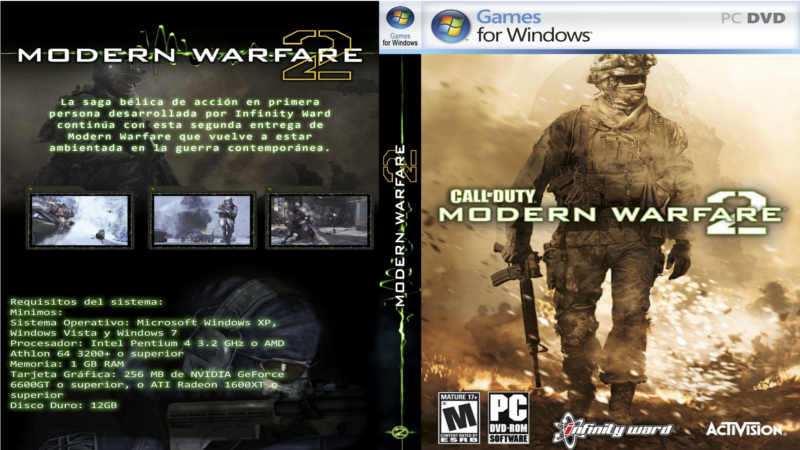 MODERN WARFARE 2
La saga bélica de acción en primera
persona desarrollada por Infinity Ward
continúa con esta segunda entrega de
Modern Warfare que vuelve a estar
ambientada en la guerra contemporánea.
Requisitos del sistema:
Minimos:
Sistema Operativo: Microsoft Windows XP,
Windows Vista y Windows 7
Procesador: Intel Pentium 4 3.2 GHz o AMD
Athlon 64 3200+ o superior
Memoria: 1 GB RAM
Tarjeta Gráfica: 256 MB de NVIDIA GeForce
6600GT o superior, o ATI Radeon 1600XT o
superior
Disco Duro: 12GB
Games
for Windows
MODERN WARFARE 2
2
Games
for Windows
PC DVD
CALL OF DUTY
MODERN WARFARE 2
MATURE 17+
M
CONTENT RATED BY
ESRB
PC
DVD-ROM
SOFTWARE
infinity ward
ACTIVISION